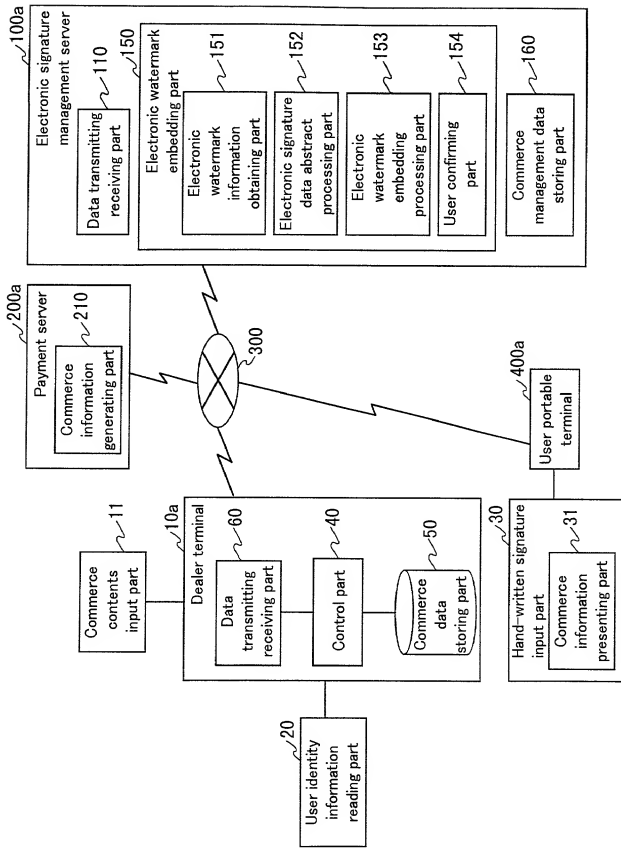 100a
Electronic signature
management server
110
Data transmitting
receiving part
150
Electronic watermark
embedding part
151
Electronic
watermark
information
obtaining part
152
Electronic signature
data abstract
processing part
153
Electronic
watermark
embedding
processing part
154
User confirming
part
160
Commerce
management data
storing part
200a
Payment server
210
Commerce
information
generating part
300
400a
User portable
terminal
11
Commerce
contents
input part
10a
Dealer terminal
60
Data
transmitting
receiving part
40
Control part
50
Commerce
data
storing part
30
Hand-written signature
input part
31
Commerce
information
presenting part
20
User identity
information
reading part